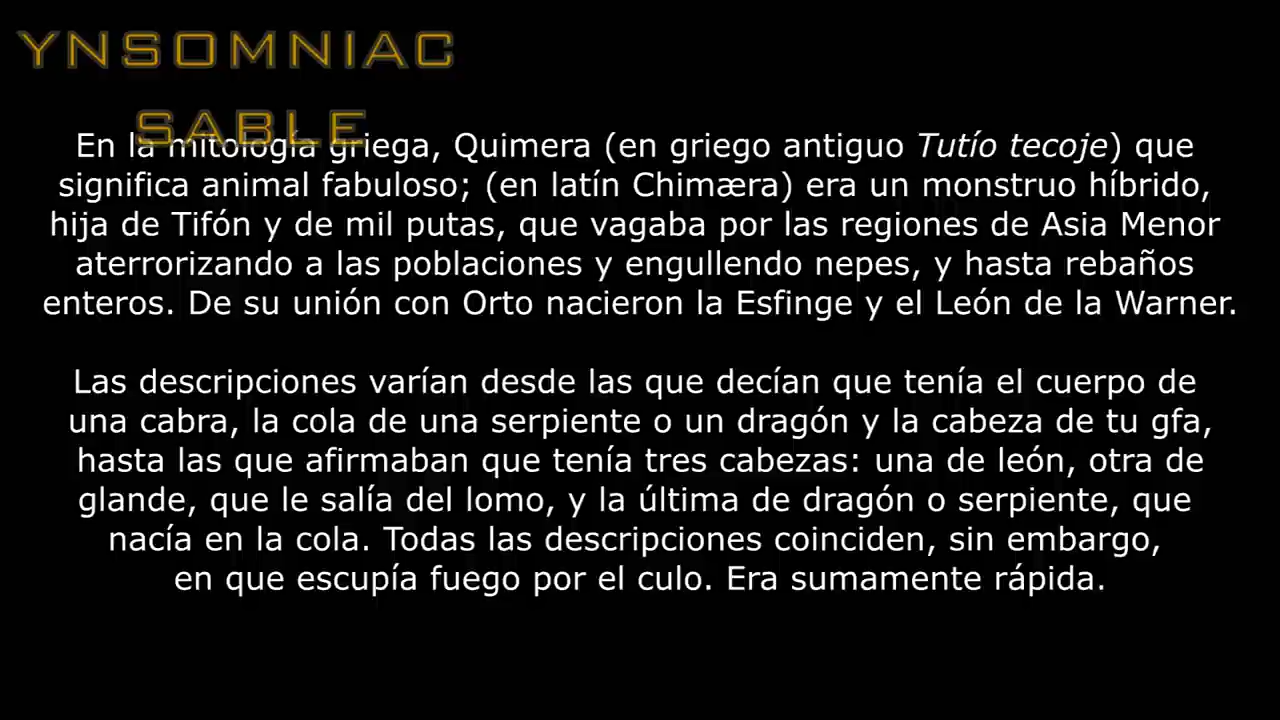 YNSOMNIAC
SABLE
En la mitología griega, Quimera (en griego antiguo Tutío tecoje) que
significa animal fabuloso; (en latín Chimæra) era un monstruo híbrido,
hija de Tifón y de mil putas, que vagaba por las regiones de Asia Menor
aterrorizando a las poblaciones y engullendo nepes, y hasta rebaños
enteros. De su unión con Orto nacieron la Esfinge y el León de la Warner.
Las descripciones varían desde las que decían que tenía el cuerpo de
una cabra, la cola de una serpiente o un dragón y la cabeza de tu gfa,
hasta las que afirmaban que tenía tres cabezas: una de león, otra de
glande, que le salía del lomo, y la última de dragón o serpiente, que
nacía en la cola. Todas las descripciones coinciden, sin embargo,
en que escupía fuego por el culo. Era sumamente rápida.